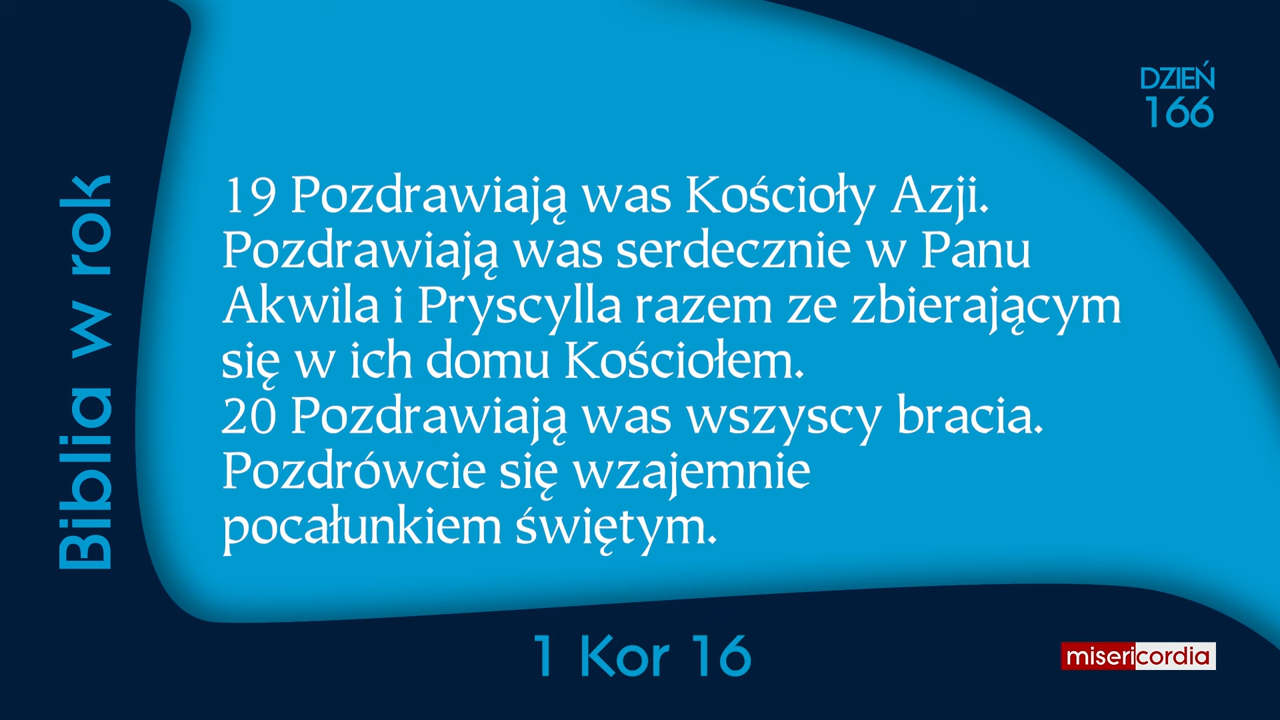 DZIEŃ
166
Biblia w rok
19 Pozdrawiają was Kościoły Azji.
Pozdrawiają was serdecznie w Panu
Akwila i Pryscylla razem ze zbierającym
się w ich domu Kościołem.
20 Pozdrawiają was wszyscy bracia.
Pozdrówcie się wzajemnie
pocałunkiem świętym.
1 Kor 16
misericordia